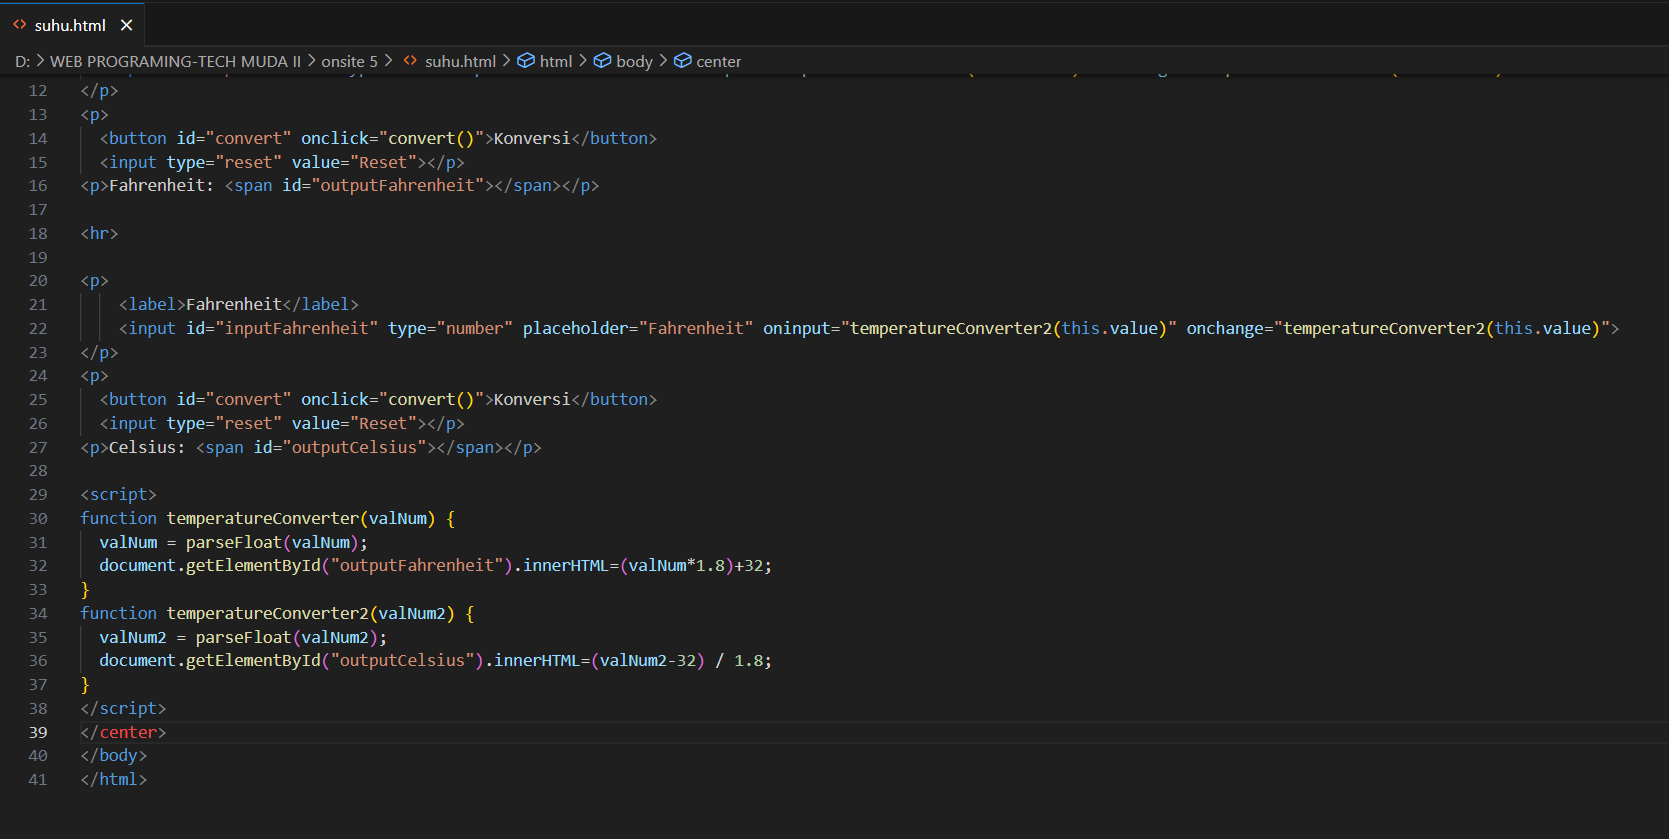 suhu.html
D: > WEB PROGRAMING-TECH MUDA II > onsite 5 > suhu.html > html > body > center
12 </p>
13 <p>
14   <button id="convert" onclick="convert()">Konversi</button>
15   <input type="reset" value="Reset"></p>
16 <p>Fahrenheit: <span id="outputFahrenheit"></span></p>
17
18 <hr>
19
20 <p>
21     <label>Fahrenheit</label>
22     <input id="inputFahrenheit" type="number" placeholder="Fahrenheit" oninput="temperatureConverter2(this.value)" onchange="temperatureConverter2(this.value)">
23 </p>
24 <p>
25   <button id="convert" onclick="convert()">Konversi</button>
26   <input type="reset" value="Reset"></p>
27 <p>Celsius: <span id="outputCelsius"></span></p>
28
29 <script>
30 function temperatureConverter(valNum) {
31   valNum = parseFloat(valNum);
32   document.getElementById("outputFahrenheit").innerHTML=(valNum*1.8)+32;
33 }
34 function temperatureConverter2(valNum2) {
35   valNum2 = parseFloat(valNum2);
36   document.getElementById("outputCelsius").innerHTML=(valNum2-32) / 1.8;
37 }
38 </script>
39 </center>
40 </body>
41 </html>